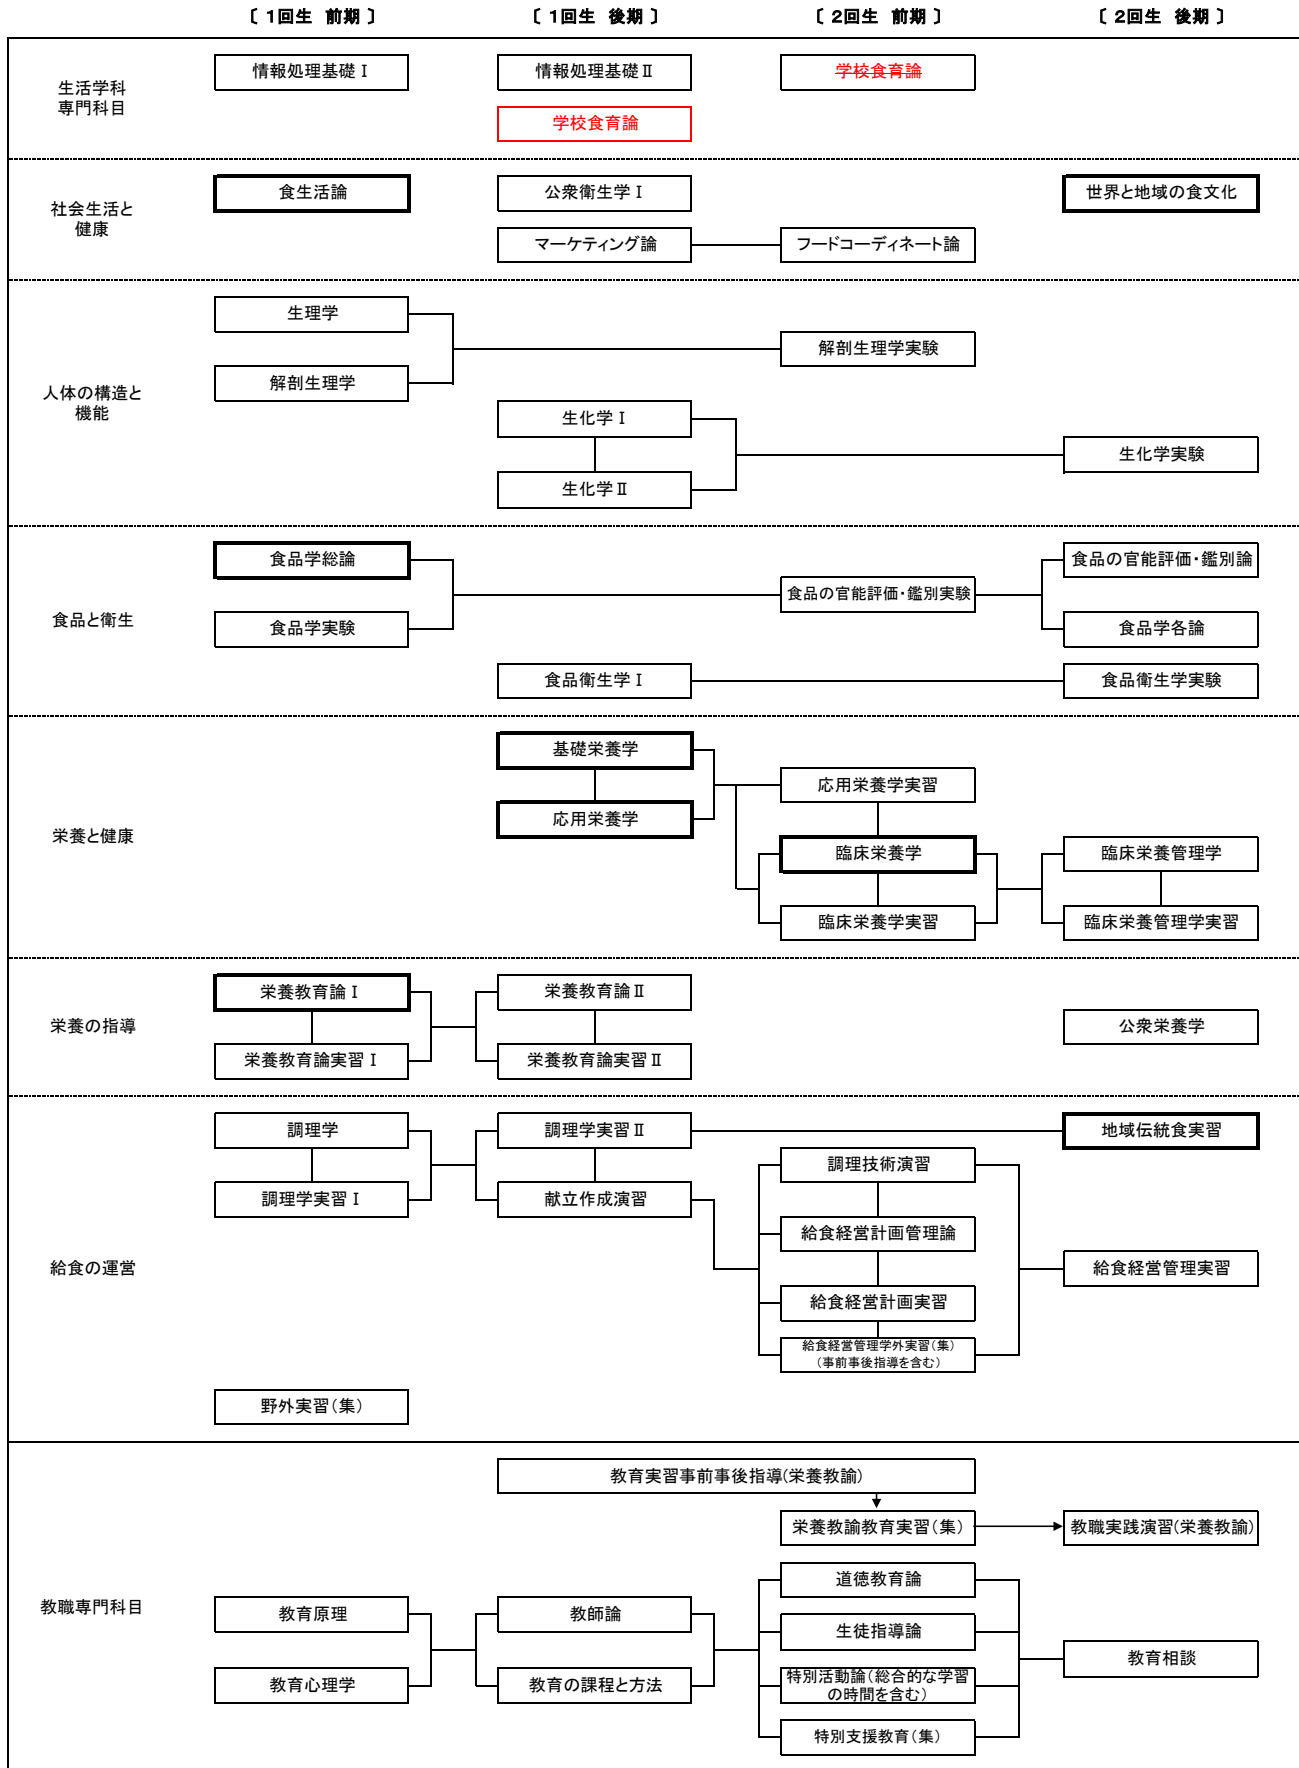 〔 1回生 前期 〕 〔 1回生 後期 〕 〔 2回生 前期 〕 〔 2回生 後期 〕
生活学科
専門科目
情報処理基礎Ⅰ 情報処理基礎Ⅱ 学校食育論
学校食育論
社会生活と
健康
食生活論 公衆衛生学Ⅰ 世界と地域の食文化
マーケティング論 フードコーディネート論
人体の構造と
機能
生理学
解剖生理学実験
解剖生理学
生化学Ⅰ
生化学実験
生化学Ⅱ
食品と衛生
食品学総論 食品の官能評価・鑑別論
食品の官能評価・鑑別実験
食品学実験 食品学各論
食品衛生学Ⅰ 食品衛生学実験
栄養と健康
基礎栄養学
応用栄養学実習
応用栄養学
臨床栄養学 臨床栄養管理学
臨床栄養学実習 臨床栄養管理学実習
栄養の指導
栄養教育論Ⅰ 栄養教育論Ⅱ
公衆栄養学
栄養教育論実習Ⅰ 栄養教育論実習Ⅱ
給食の運営
調理学 調理学実習Ⅱ 地域伝統食実習
調理技術演習
調理学実習Ⅰ 献立作成演習
給食経営計画管理論
給食経営管理実習
給食経営計画実習
給食経営管理学外実習(集)
(事前事後指導を含む)
野外実習(集)
教職専門科目
教育実習事前事後指導(栄養教諭)
栄養教諭教育実習(集) 教職実践演習(栄養教諭)
道徳教育論
教育原理 教師論
生徒指導論
教育相談
教育心理学 教育の課程と方法
特別活動論(総合的な学習
の時間を含む)
特別支援教育(集)